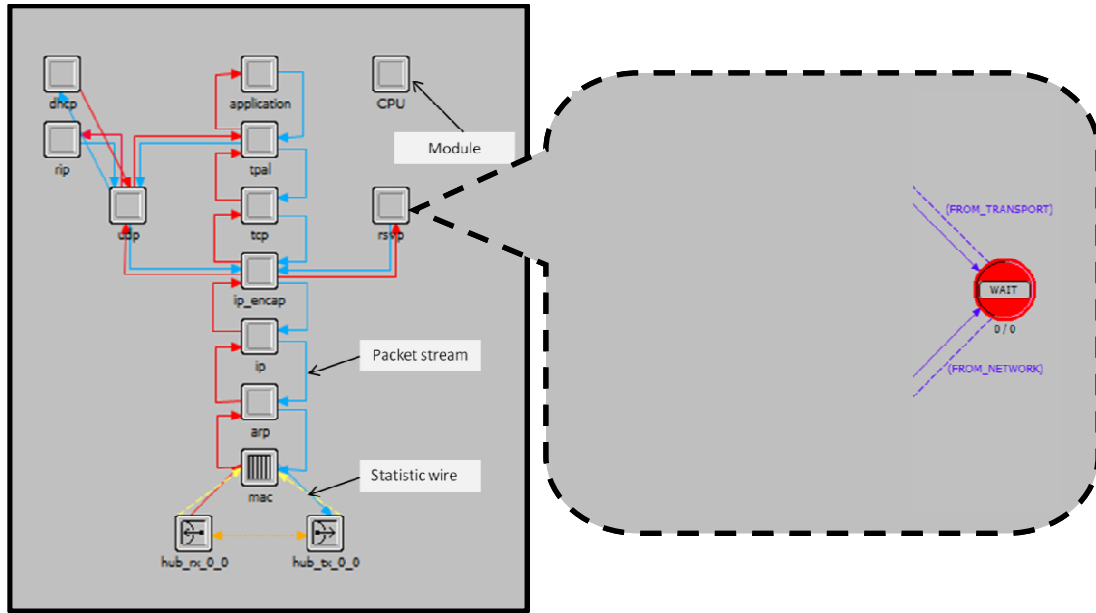 dhcp
application
CPU
Module
rip
tpal
udp
tcp
rsvp
ip_encap
ip
Packet stream
arp
Statistic wire
mac
hub_rx_0_0
hub_tx_0_0
(FROM_TRANSPORT)
WAIT
0 / 0
(FROM_NETWORK)